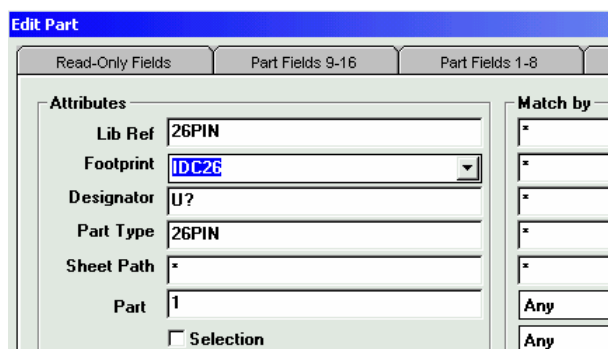 Edit Part
Read-Only Fields Part Fields 9-16 Part Fields 1-8
Attributes Match by
Lib Ref 26PIN *
Footprint IDC26 *
Designator U? *
Part Type 26PIN *
Sheet Path * *
Part 1 Any
Selection Any